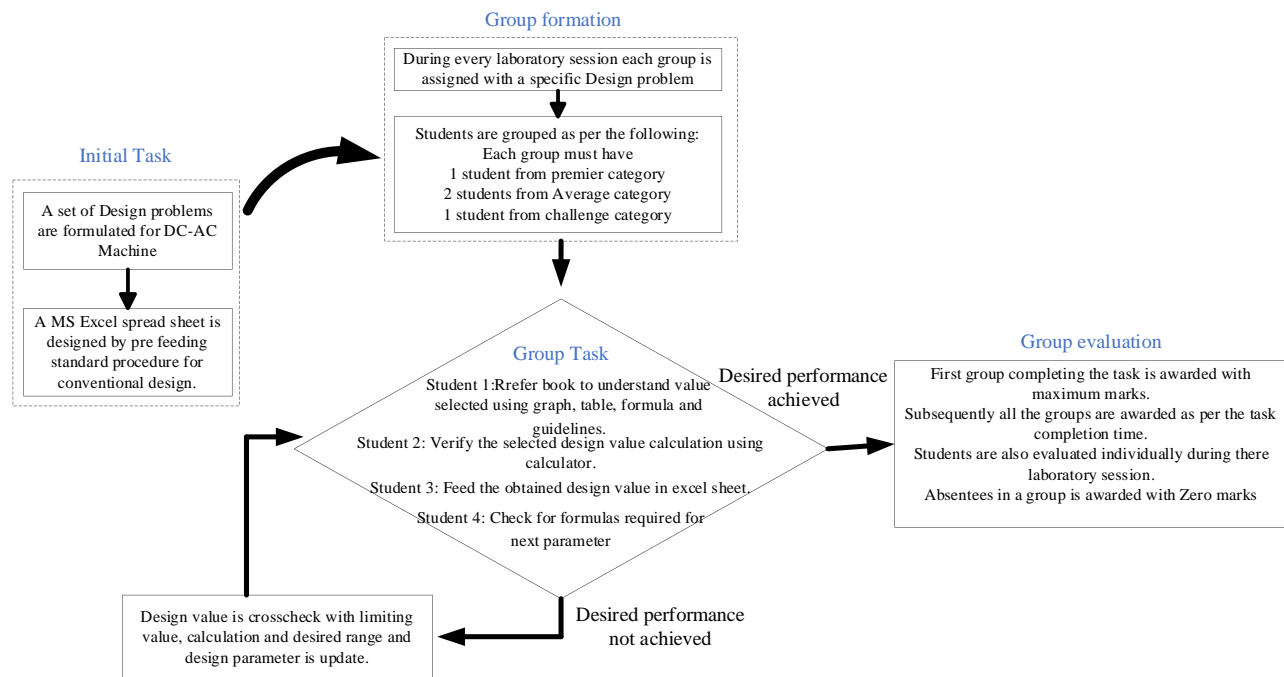 Initial Task
A set of Design problems
are formulated for DC-AC
Machine
A MS Excel spread sheet is
designed by pre feeding
standard procedure for
conventional design.
Group formation
During every laboratory session each group is
assigned with a specific Design problem
Students are grouped as per the following:
Each group must have
1 student from premier category
2 students from Average category
1 student from challenge category
Group Task
Student 1:Rrefer book to understand value
selected using graph, table, formula and
guidelines.
Student 2: Verify the selected design value calculation using
calculator.
Student 3: Feed the obtained design value in excel sheet.
Student 4: Check for formulas required for
next parameter
Desired performance
achieved
Group evaluation
First group completing the task is awarded with
maximum marks.
Subsequently all the groups are awarded as per the task
completion time.
Students are also evaluated individually during there
laboratory session.
Absentees in a group is awarded with Zero marks
Desired performance
not achieved
Design value is crosscheck with limiting
value, calculation and desired range and
design parameter is update.